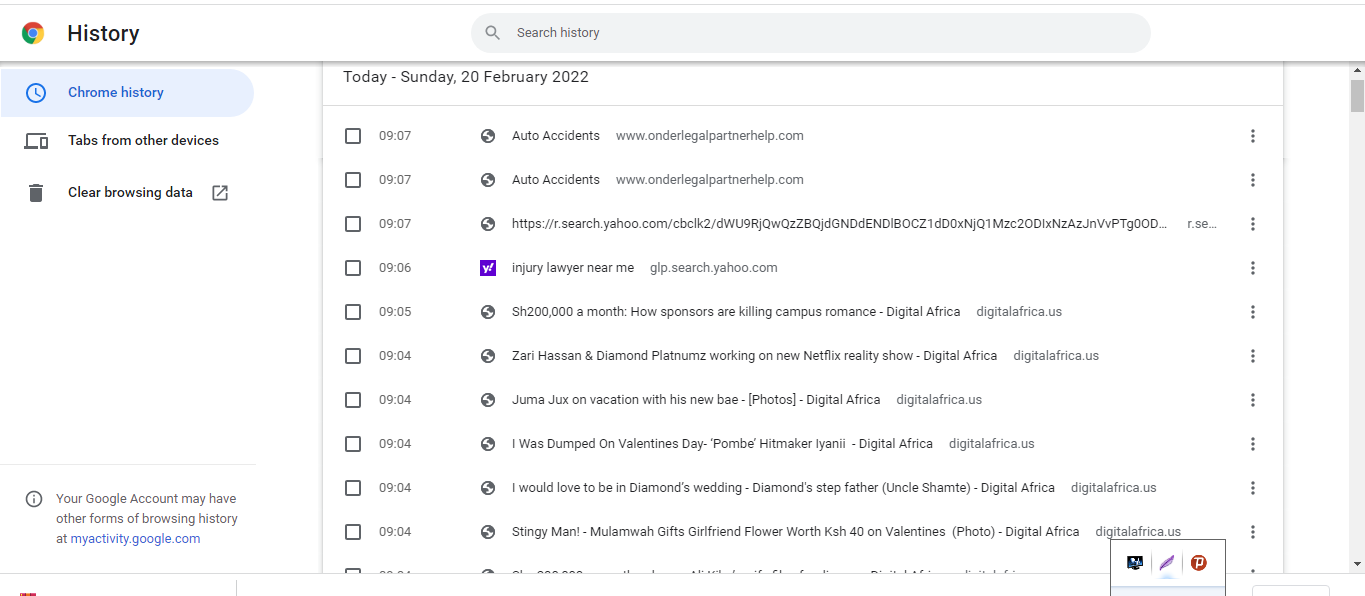 History
Search history
Chrome history
Tabs from other devices
Clear browsing data
Your Google Account may have
other forms of browsing history
at myactivity.google.com
Today - Sunday, 20 February 2022
09:07 Auto Accidents www.onderlegalpartnerhelp.com
09:07 Auto Accidents www.onderlegalpartnerhelp.com
09:07 https://r.search.yahoo.com/cbclk2/dWU9RjQwQzZBQjdGNDdENDlBOCZ1dD0xNjQ1Mzc2ODIxNzAzJnVvPTg0OD... r.se...
09:06 y! injury lawyer near me glp.search.yahoo.com
09:05 Sh200,000 a month: How sponsors are killing campus romance - Digital Africa digitalafrica.us
09:04 Zari Hassan & Diamond Platnumz working on new Netflix reality show - Digital Africa digitalafrica.us
09:04 Juma Jux on vacation with his new bae - [Photos] - Digital Africa digitalafrica.us
09:04 I Was Dumped On Valentines Day- ‘Pombe’ Hitmaker Iyanii - Digital Africa digitalafrica.us
09:04 I would love to be in Diamond’s wedding - Diamond's step father (Uncle Shamte) - Digital Africa digitalafrica.us
09:04 Stingy Man! - Mulamwah Gifts Girlfriend Flower Worth Ksh 40 on Valentines (Photo) - Digital Africa digitalafrica.us